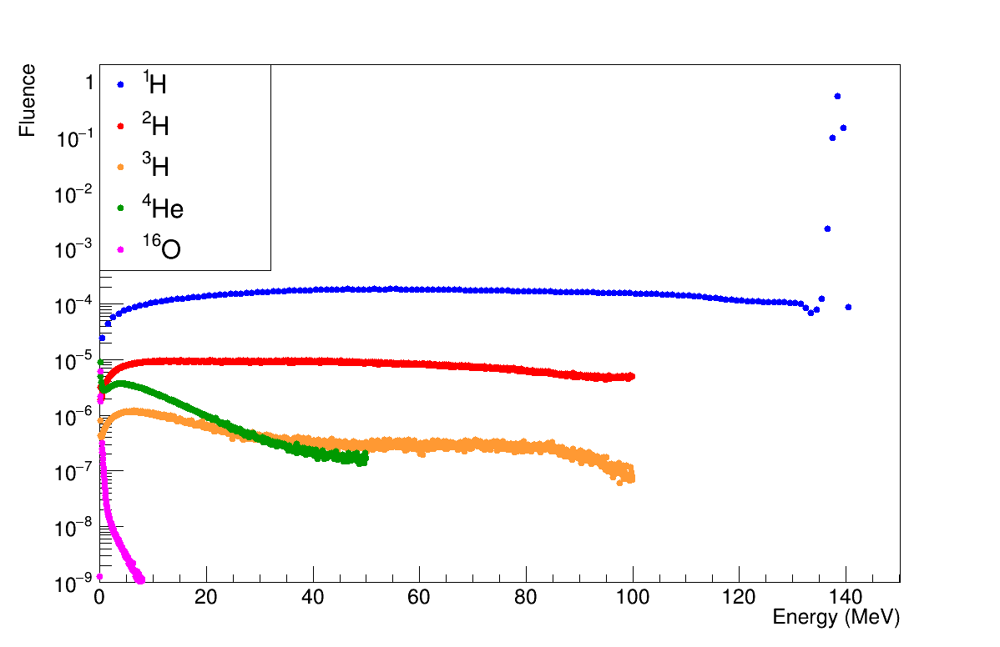 Fluence
1
10⁻¹
10⁻²
10⁻³
10⁻⁴
10⁻⁵
10⁻⁶
10⁻⁷
10⁻⁸
10⁻⁹
¹H
²H
³H
⁴He
¹⁶O
0 20 40 60 80 100 120 140
Energy (MeV)